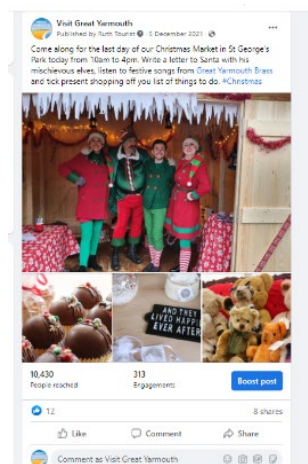 Visit Great Yarmouth
Published by Ruth Tourist · 5 December 2021 ·
Come along for the last day of our Christmas Market in St George's
Park today from 10am to 4pm. Write a letter to Santa with his
mischievous elves, listen to festive songs from Great Yarmouth Brass
and tick present shopping off you list of things to do. #Christmas
AND THEY
LIVED HAPPILY
EVER AFTER
10,430
People reached
313
Engagements
Boost post
12
8 shares
Like
Comment
Share
Comment as Visit Great Yarmouth